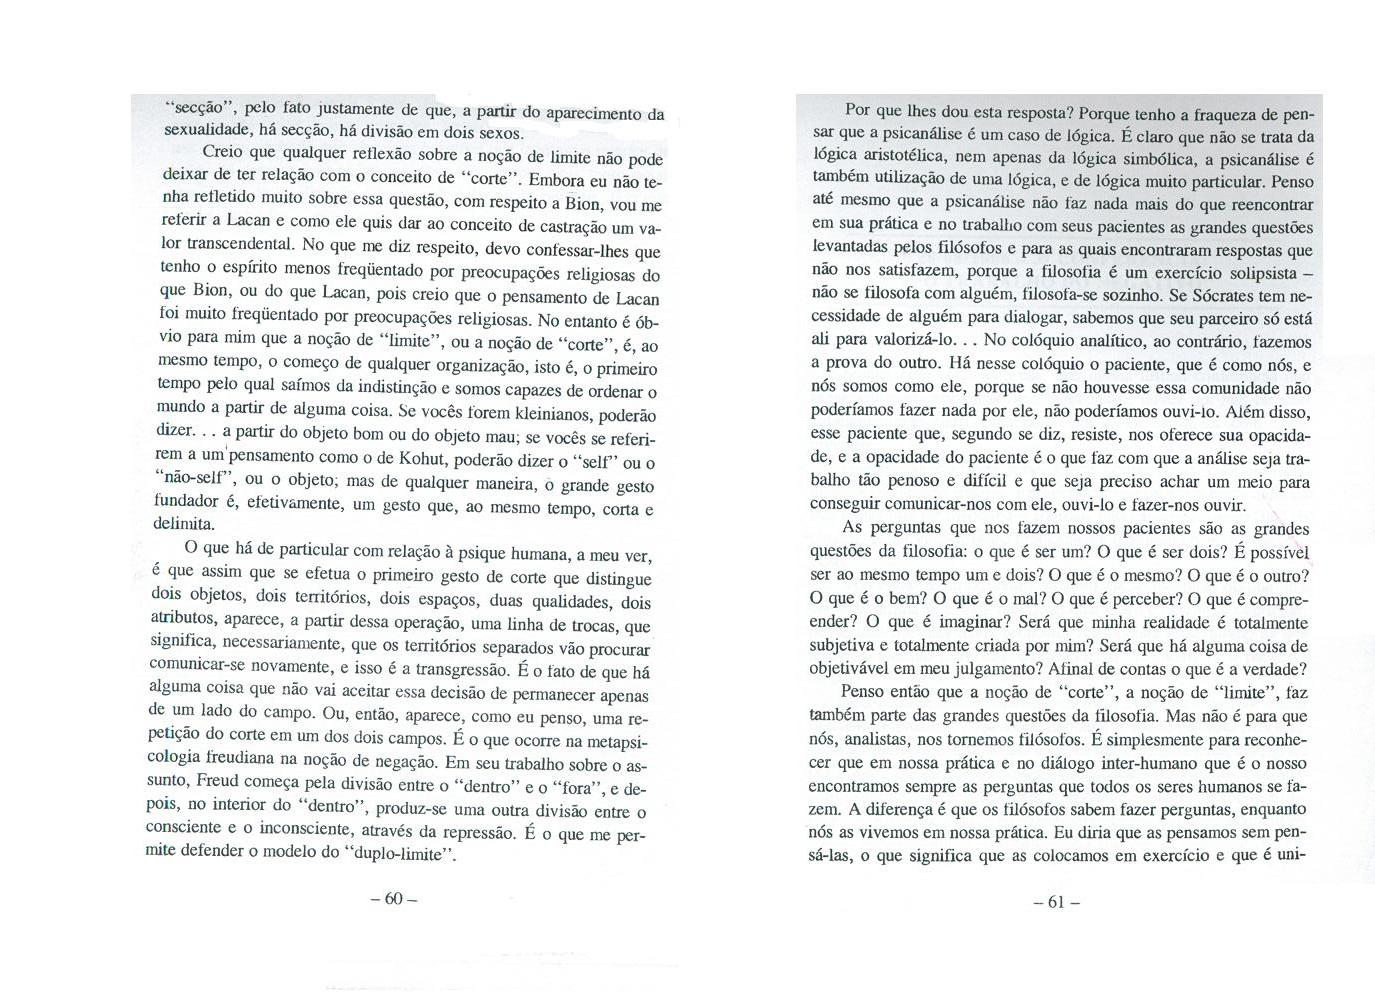 “secção”, pelo fato justamente de que, a partir do aparecimento da
sexualidade, há secção, há divisão em dois sexos.
Creio que qualquer reflexão sobre a noção de limite não pode
deixar de ter relação com o conceito de “corte”. Embora eu não te-
nha refletido muito sobre essa questão, com respeito a Bion, vou me
referir a Lacan e como ele quis dar ao conceito de castração um va-
lor transcendental. No que me diz respeito, devo confessar-lhes que
tenho o espírito menos freqüentado por preocupações religiosas do
que Bion, ou do que Lacan, pois creio que o pensamento de Lacan
foi muito freqüentado por preocupações religiosas. No entanto é ób-
vio para mim que a noção de “limite”, ou a noção de “corte”, é, ao
mesmo tempo, o começo de qualquer organização, isto é, o primeiro
tempo pelo qual saímos da indistinção e somos capazes de ordenar o
mundo a partir de alguma coisa. Se vocês forem kleinianos, poderão
dizer. . . a partir do objeto bom ou do objeto mau; se vocês se referi-
rem a um pensamento como o de Kohut, poderão dizer o “self” ou o
“não-self”, ou o objeto; mas de qualquer maneira, o grande gesto
fundador é, efetivamente, um gesto que, ao mesmo tempo, corta e
delimita.
O que há de particular com relação à psique humana, a meu ver,
é que assim que se efetua o primeiro gesto de corte que distingue
dois objetos, dois territórios, dois espaços, duas qualidades, dois
atributos, aparece, a partir dessa operação, uma linha de trocas, que
significa, necessariamente, que os territórios separados vão procurar
comunicar-se novamente, e isso é a transgressão. É o fato de que há
alguma coisa que não vai aceitar essa decisão de permanecer apenas
de um lado do campo. Ou, então, aparece, como eu penso, uma re-
petição do corte em um dos dois campos. É o que ocorre na metapsi-
cologia freudiana na noção de negação. Em seu trabalho sobre o as-
sunto, Freud começa pela divisão entre o “dentro” e o “fora”, e de-
pois, no interior do “dentro”, produz-se uma outra divisão entre o
consciente e o inconsciente, através da repressão. É o que me per-
mite defender o modelo do “duplo-limite”.
– 60 –
Por que lhes dou esta resposta? Porque tenho a fraqueza de pen-
sar que a psicanálise é um caso de lógica. É claro que não se trata da
lógica aristotélica, nem apenas da lógica simbólica, a psicanálise é
também utilização de uma lógica, e de lógica muito particular. Penso
até mesmo que a psicanálise não faz nada mais do que reencontrar
em sua prática e no trabalho com seus pacientes as grandes questões
levantadas pelos filósofos e para as quais encontraram respostas que
não nos satisfazem, porque a filosofia é um exercício solipsista –
não se filosofa com alguém, filosofa-se sozinho. Se Sócrates tem ne-
cessidade de alguém para dialogar, sabemos que seu parceiro só está
ali para valorizá-lo. . . No colóquio analítico, ao contrário, fazemos
a prova do outro. Há nesse colóquio o paciente, que é como nós, e
nós somos como ele, porque se não houvesse essa comunidade não
poderíamos fazer nada por ele, não poderíamos ouvi-lo. Além disso,
esse paciente que, segundo se diz, resiste, nos oferece sua opacida-
de, e a opacidade do paciente é o que faz com que a análise seja tra-
balho tão penoso e difícil e que seja preciso achar um meio para
conseguir comunicar-nos com ele, ouvi-lo e fazer-nos ouvir.
As perguntas que nos fazem nossos pacientes são as grandes
questões da filosofia: o que é ser um? O que é ser dois? É possível
ser ao mesmo tempo um e dois? O que é o mesmo? O que é o outro?
O que é o bem? O que é o mal? O que é perceber? O que é compre-
ender? O que é imaginar? Será que minha realidade é totalmente
subjetiva e totalmente criada por mim? Será que há alguma coisa de
objetivável em meu julgamento? Afinal de contas o que é a verdade?
Penso então que a noção de “corte”, a noção de “limite”, faz
também parte das grandes questões da filosofia. Mas não é para que
nós, analistas, nos tornemos filósofos. É simplesmente para reconhe-
cer que em nossa prática e no diálogo inter-humano que é o nosso
encontramos sempre as perguntas que todos os seres humanos se fa-
zem. A diferença é que os filósofos sabem fazer perguntas, enquanto
nós as vivemos em nossa prática. Eu diria que as pensamos sem pen-
sá-las, o que significa que as colocamos em exercício e que é uni-
– 61 –